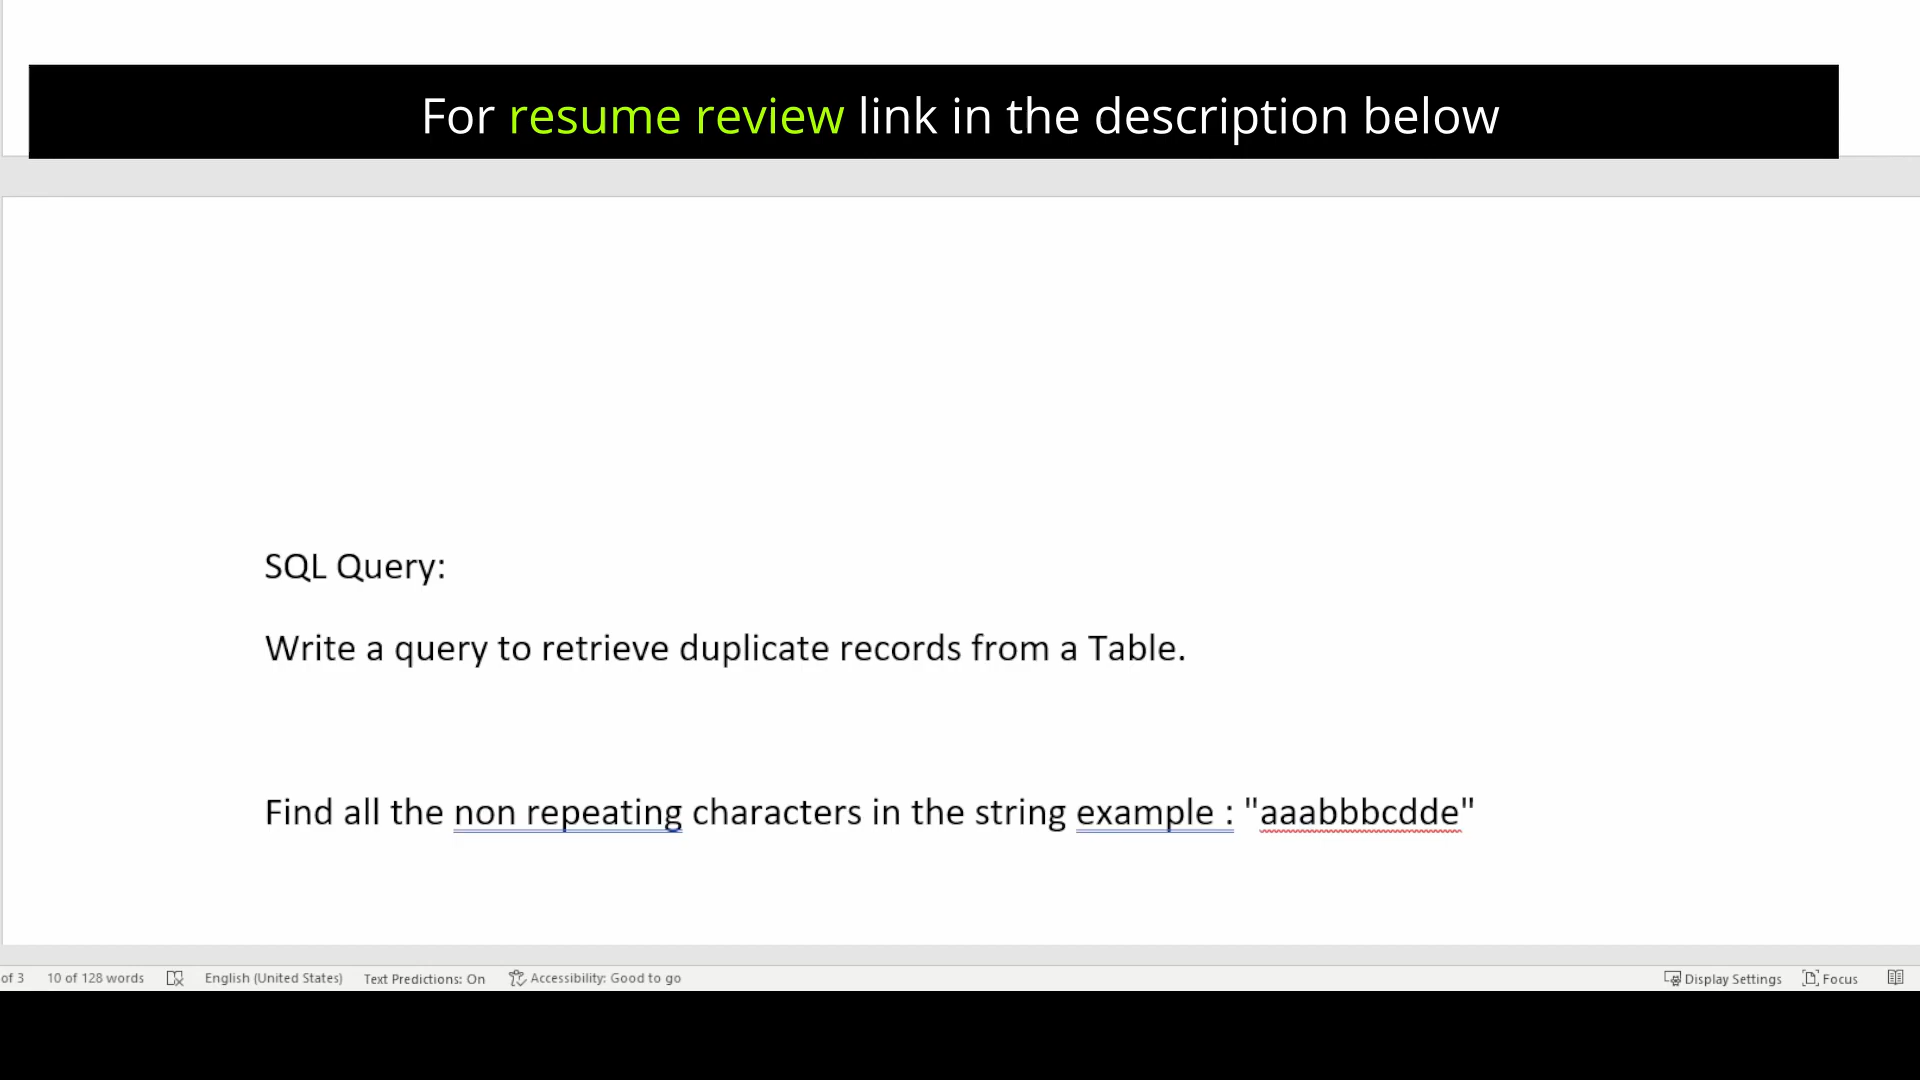 For resume review link in the description below
SQL Query:
Write a query to retrieve duplicate records from a Table.
Find all the non repeating characters in the string example : "aaabbbcdde"
of 3 10 of 128 words English (United States) Text Predictions: On Accessibility: Good to go Display Settings Focus